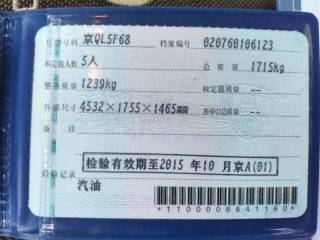 号牌号码 京QL5F68 档案编号 020760106123
核定载人数 5人 总质量 1715kg
整备质量 1239kg 核定载质量 --
外廓尺寸 4532×1755×1465mm 准牵引总质量 --
备注
检验有效期至2015年10月京A(01)
检验记录
汽油
*1100006841160*